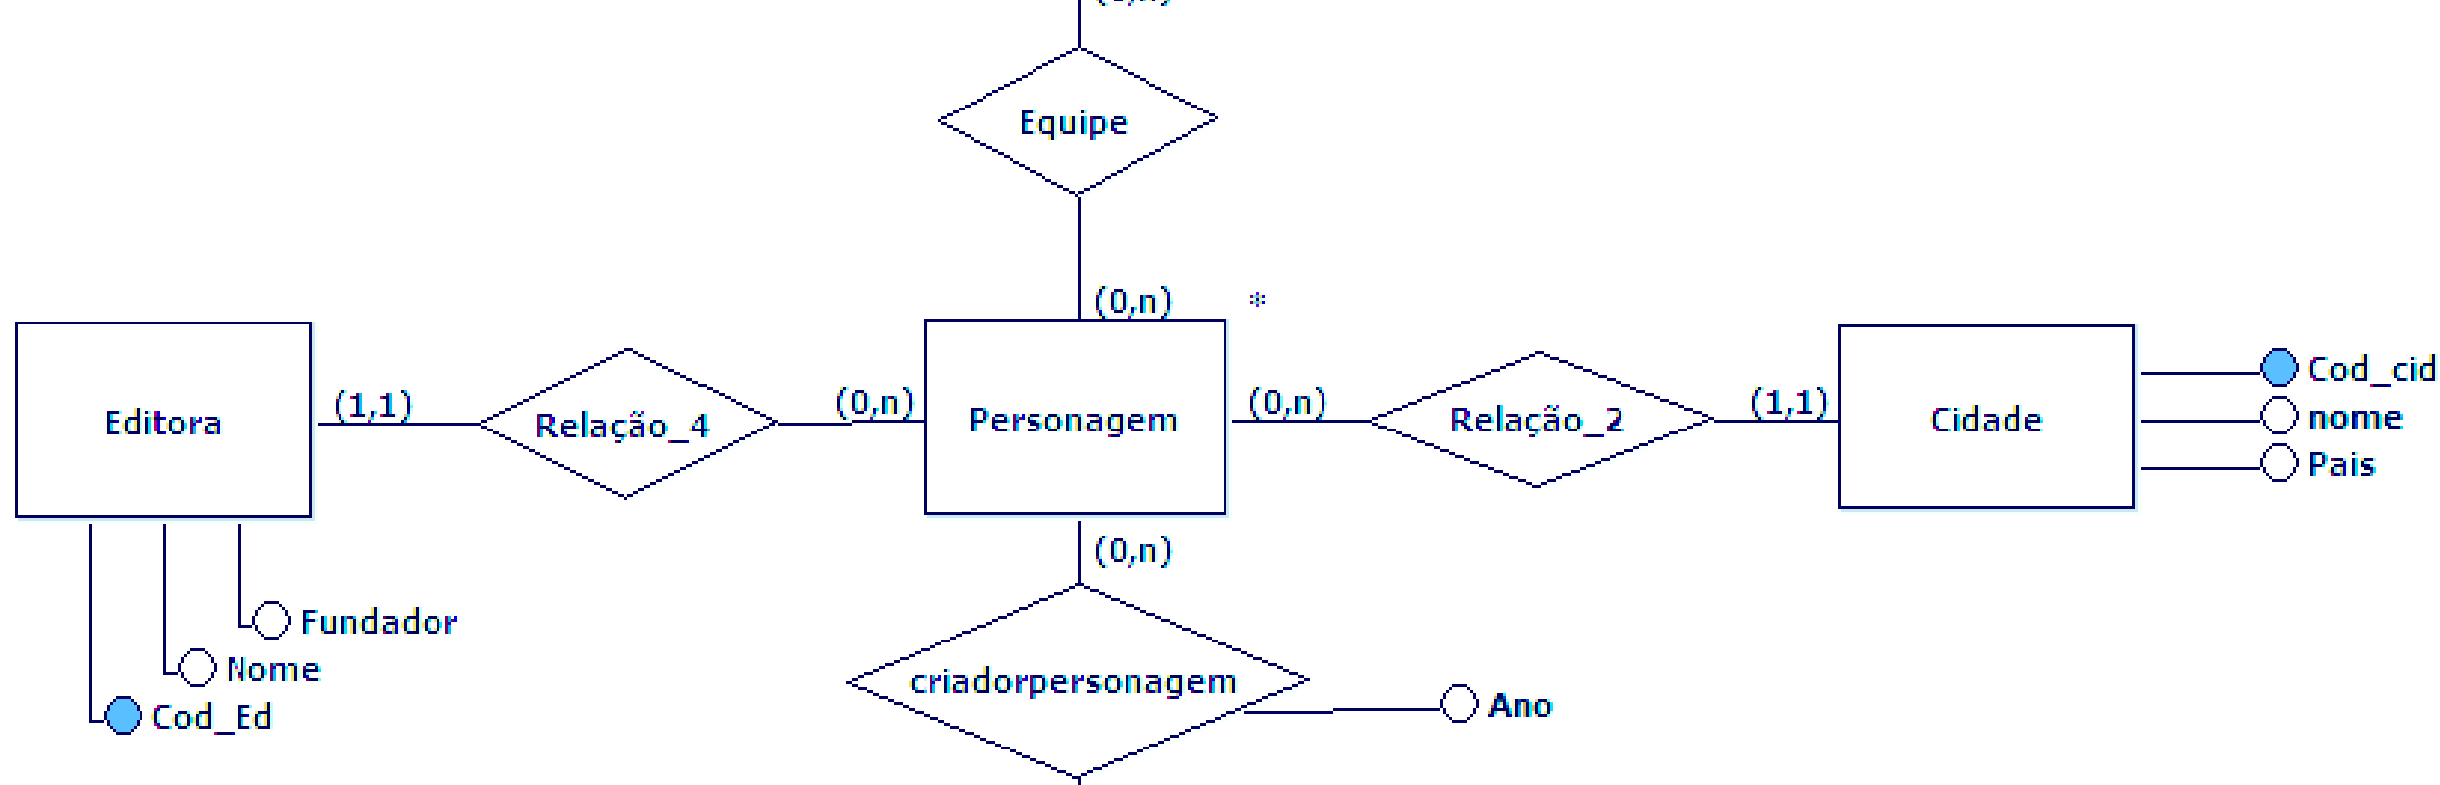 Equipe
(0,n) *
Editora
(1,1)
Relação_4
(0,n)
Personagem
(0,n)
Relação_2
(1,1)
Cidade
Cod_cid
nome
Pais
(0,n)
Fundador
Nome
Cod_Ed
criadorpersonagem
Ano